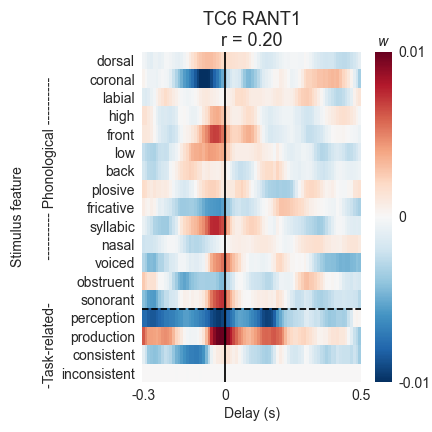 TC6 RANT1
r = 0.20
w
dorsal
coronal
labial
high
front
low
back
plosive
fricative
syllabic
nasal
voiced
obstruent
sonorant
perception
production
consistent
inconsistent
Stimulus feature
-Task-related- ---------- Phonological ----------
0.01
0
-0.01
-0.3 0 0.5
Delay (s)